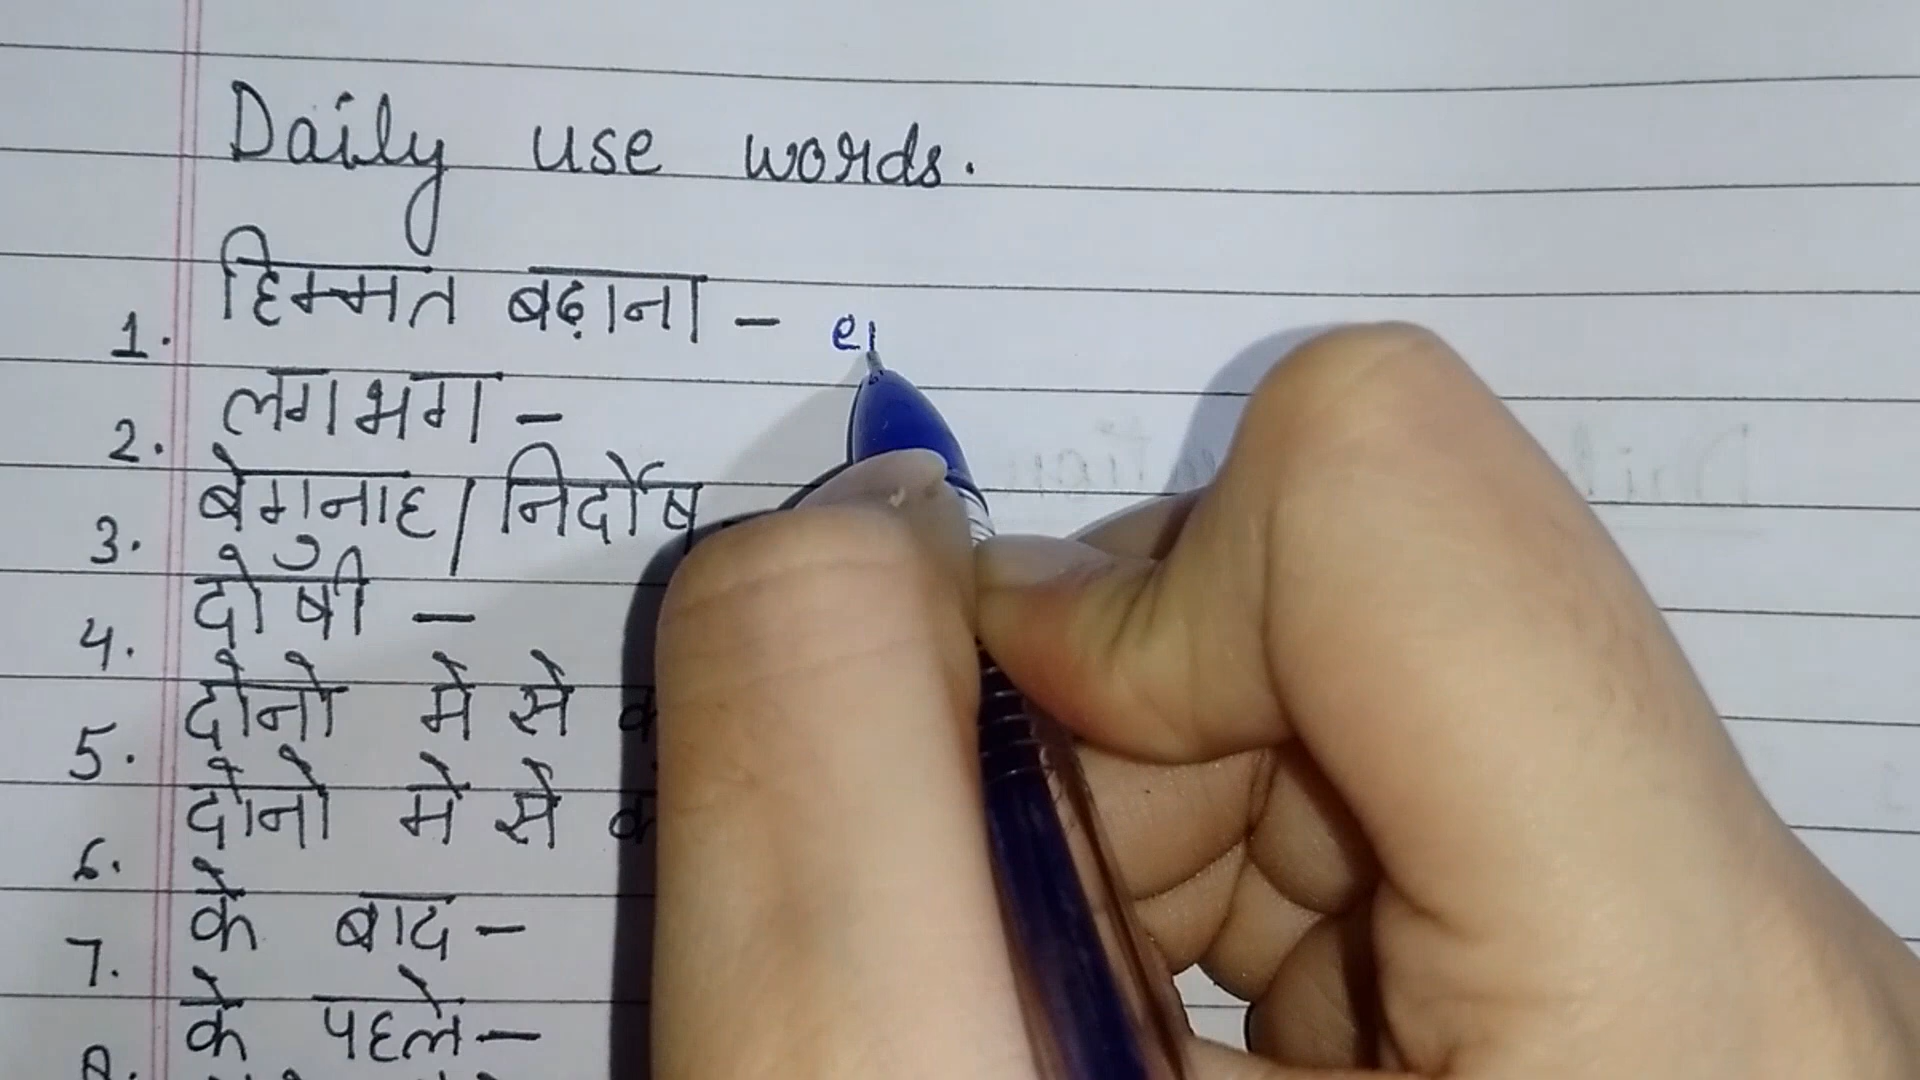 Daily use words.
1. हिम्मत बढ़ाना - e
2. लगभग -
3. बेगुनाह / निर्दोष -
4. दोषी -
5. दोनो मे से
6. दोनो मे से
7. के बाद -
8. के पहले -